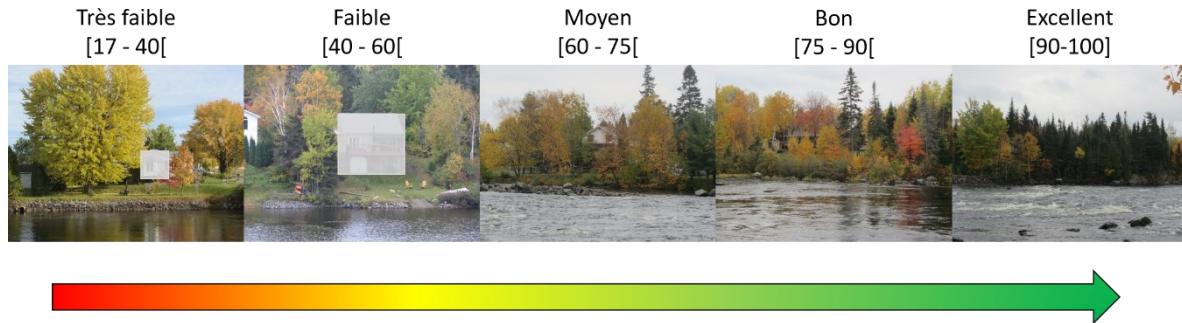 Très faible
[17 - 40[
Faible
[40 - 60[
Moyen
[60 - 75[
Bon
[75 - 90[
Excellent
[90-100]